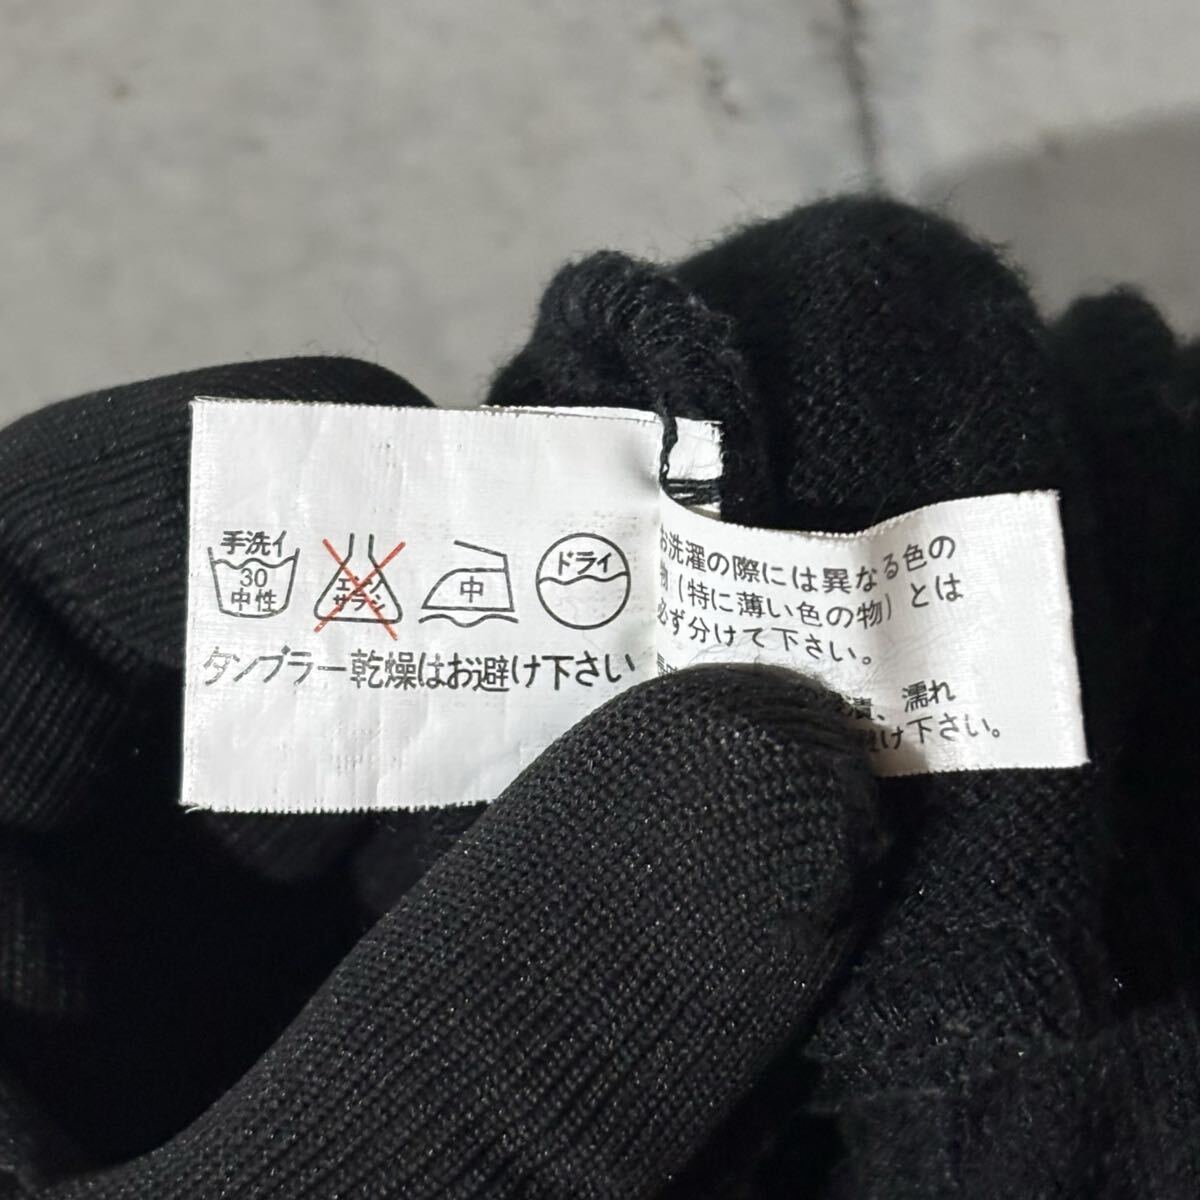 手洗イ
30
中性
エンソ
サラシ
中
ドライ
タンブラー乾燥はお避け下さい
お洗濯の際には異なる色の
物（特に薄い色の物）とは
必ず分けて下さい。
漬、濡れ
避け下さい。